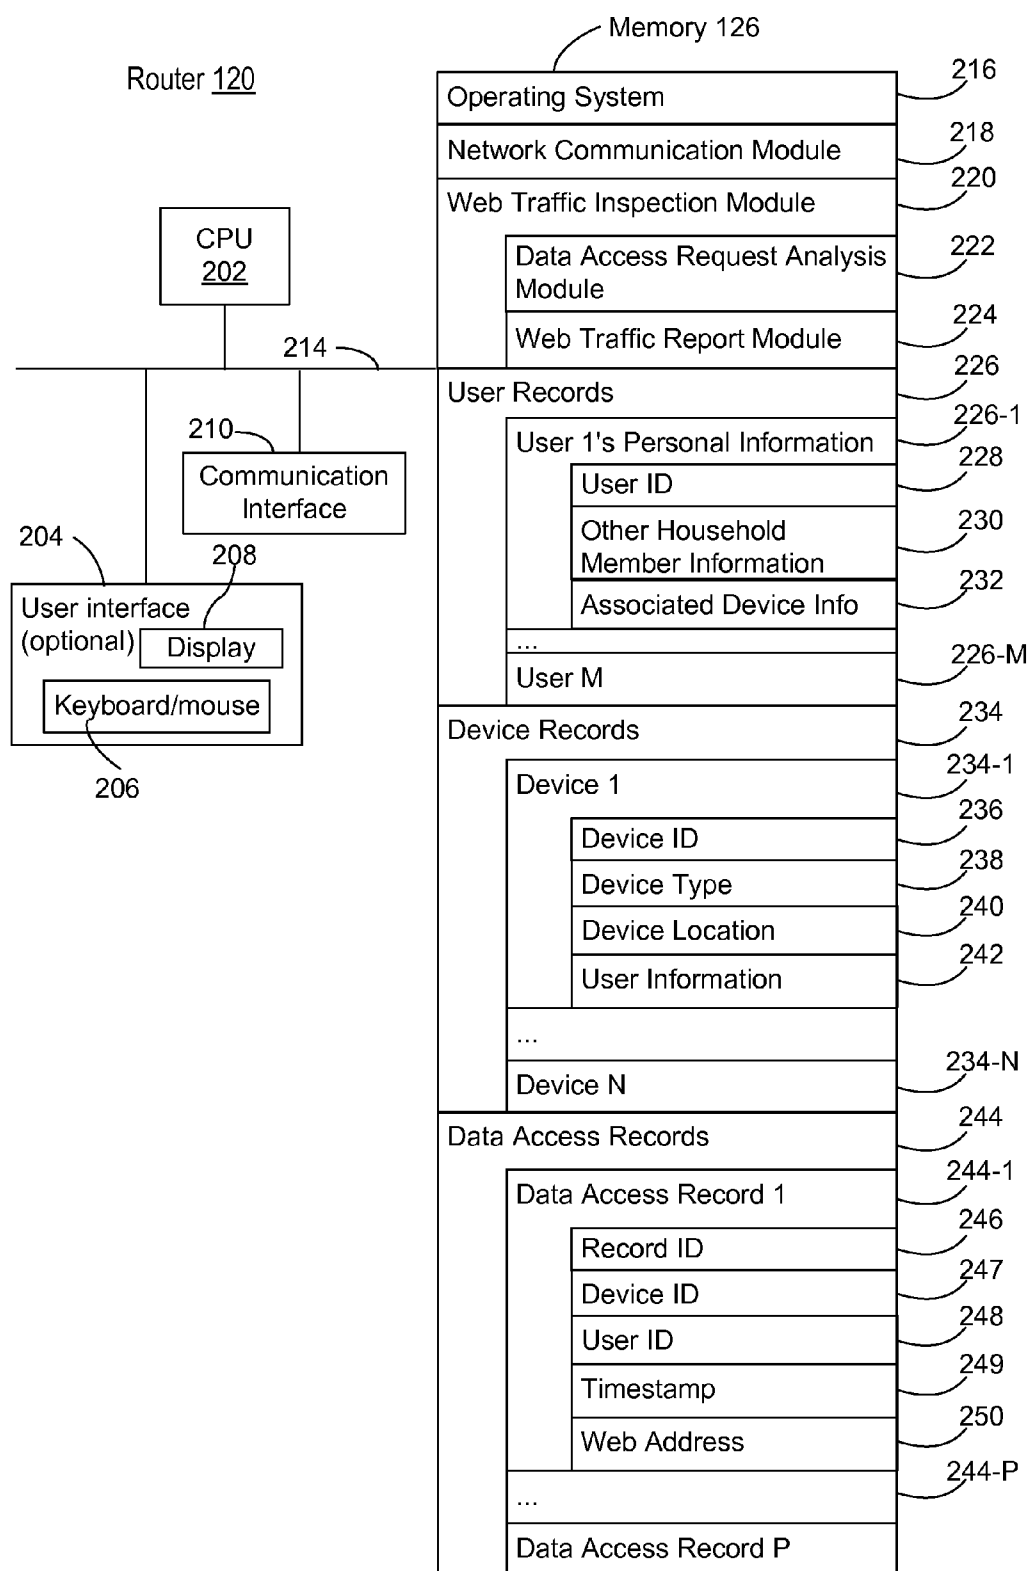 Memory 126
Router 120
Operating System
216
Network Communication Module
218
Web Traffic Inspection Module
220
CPU
202
Data Access Request Analysis
Module
222
Web Traffic Report Module
224
214
User Records
226
210
Communication
Interface
User 1's Personal Information
226-1
User ID
228
Other Household
Member Information
230
Associated Device Info
232
204
208
User interface
(optional)
Display
Keyboard/mouse
206
...
User M
226-M
Device Records
234
Device 1
234-1
Device ID
236
Device Type
238
Device Location
240
User Information
242
...
Device N
234-N
Data Access Records
244
Data Access Record 1
244-1
Record ID
246
Device ID
247
User ID
248
Timestamp
249
Web Address
250
...
244-P
Data Access Record P